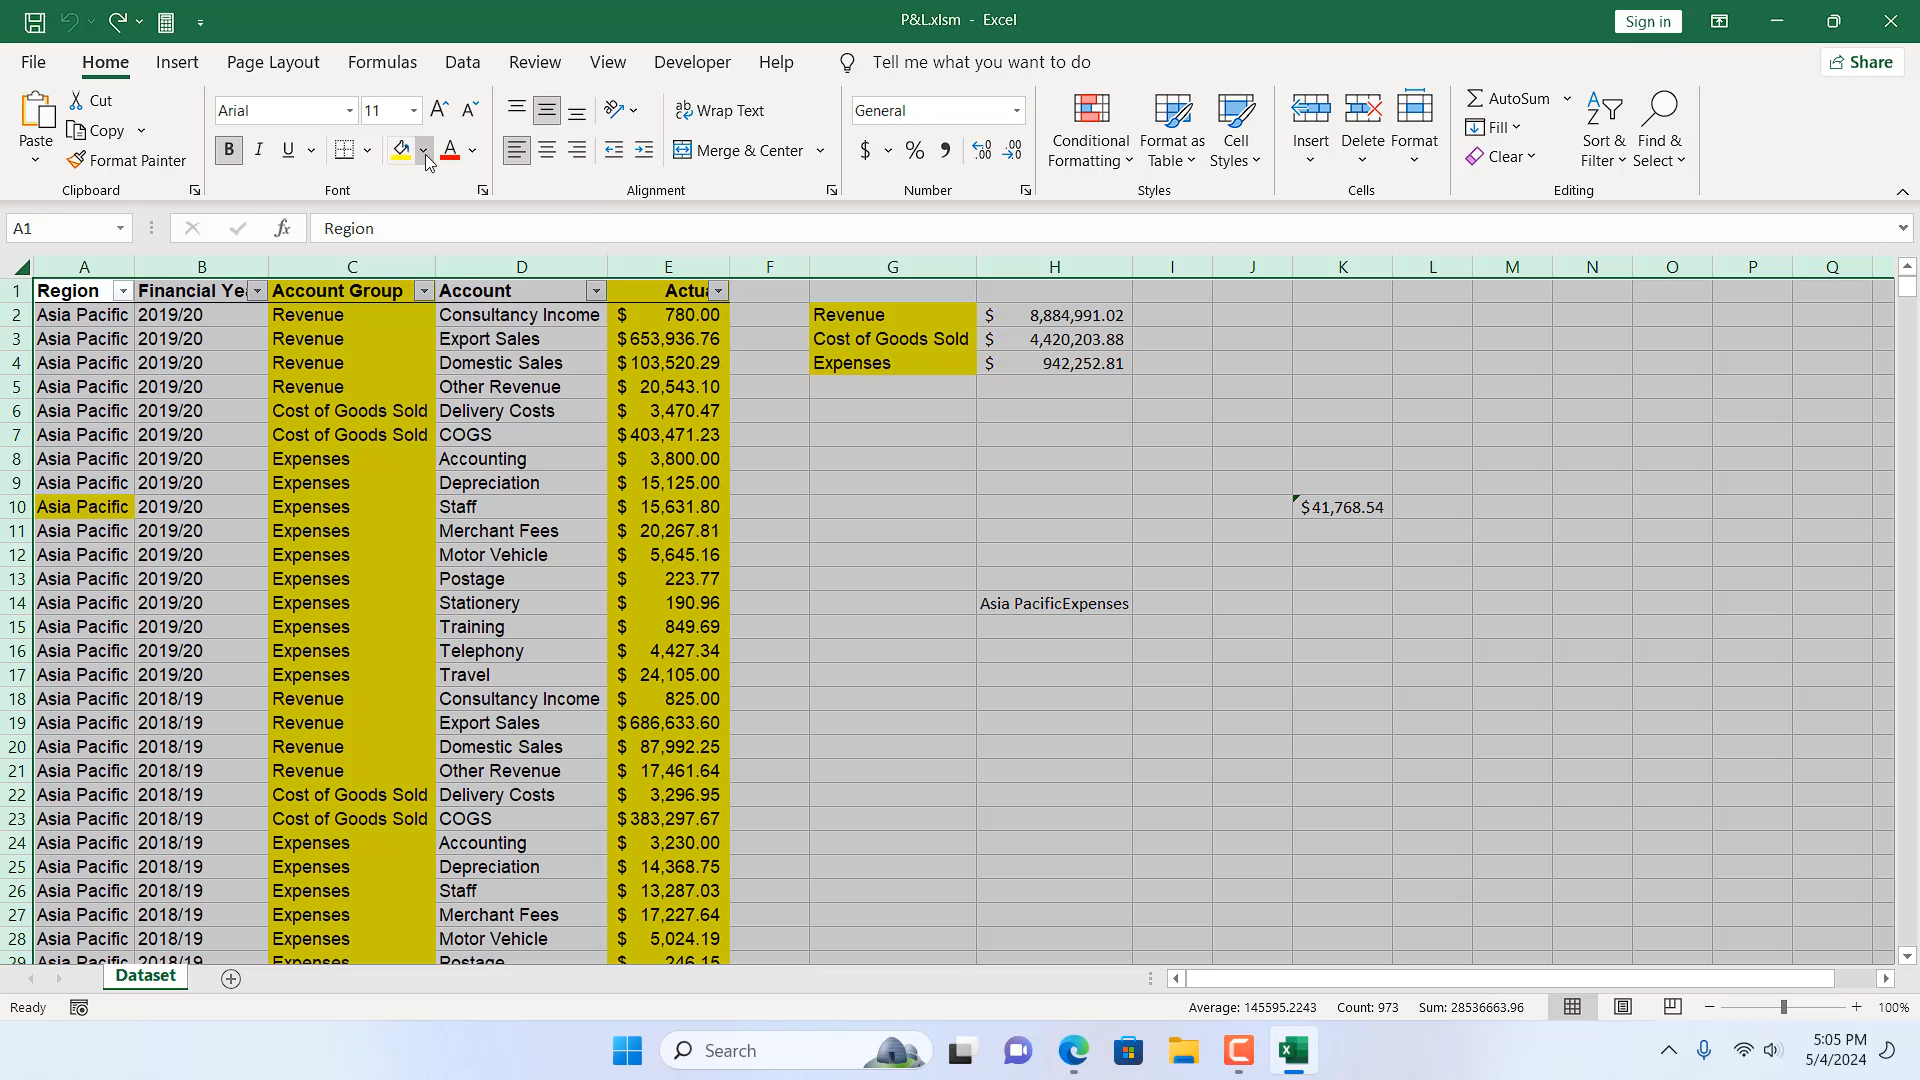 P&L.xlsm - Excel
Sign in
File Home Insert Page Layout Formulas Data Review View Developer Help Tell me what you want to do Share
Paste
Cut
Copy
Format Painter
Clipboard
Arial 11
B I U A
Font
Wrap Text
Merge & Center
Alignment
General
$ % ,
Number
Conditional Formatting
Format as Table
Cell Styles
Styles
Insert Delete Format
Cells
AutoSum
Fill
Clear
Sort & Filter
Find & Select
Editing
A1 fx Region
A B C D E F G H I J K L M N O P Q
1 Region Financial Ye Account Group Account Actua
2 Asia Pacific 2019/20 Revenue Consultancy Income $ 780.00 Revenue $ 8,884,991.02
3 Asia Pacific 2019/20 Revenue Export Sales $653,936.76 Cost of Goods Sold $ 4,420,203.88
4 Asia Pacific 2019/20 Revenue Domestic Sales $103,520.29 Expenses $ 942,252.81
5 Asia Pacific 2019/20 Revenue Other Revenue $ 20,543.10
6 Asia Pacific 2019/20 Cost of Goods Sold Delivery Costs $ 3,470.47
7 Asia Pacific 2019/20 Cost of Goods Sold COGS $403,471.23
8 Asia Pacific 2019/20 Expenses Accounting $ 3,800.00
9 Asia Pacific 2019/20 Expenses Depreciation $ 15,125.00
10 Asia Pacific 2019/20 Expenses Staff $ 15,631.80 $41,768.54
11 Asia Pacific 2019/20 Expenses Merchant Fees $ 20,267.81
12 Asia Pacific 2019/20 Expenses Motor Vehicle $ 5,645.16
13 Asia Pacific 2019/20 Expenses Postage $ 223.77
14 Asia Pacific 2019/20 Expenses Stationery $ 190.96 Asia PacificExpenses
15 Asia Pacific 2019/20 Expenses Training $ 849.69
16 Asia Pacific 2019/20 Expenses Telephony $ 4,427.34
17 Asia Pacific 2019/20 Expenses Travel $ 24,105.00
18 Asia Pacific 2018/19 Revenue Consultancy Income $ 825.00
19 Asia Pacific 2018/19 Revenue Export Sales $686,633.60
20 Asia Pacific 2018/19 Revenue Domestic Sales $ 87,992.25
21 Asia Pacific 2018/19 Revenue Other Revenue $ 17,461.64
22 Asia Pacific 2018/19 Cost of Goods Sold Delivery Costs $ 3,296.95
23 Asia Pacific 2018/19 Cost of Goods Sold COGS $383,297.67
24 Asia Pacific 2018/19 Expenses Accounting $ 3,230.00
25 Asia Pacific 2018/19 Expenses Depreciation $ 14,368.75
26 Asia Pacific 2018/19 Expenses Staff $ 13,287.03
27 Asia Pacific 2018/19 Expenses Merchant Fees $ 17,227.64
28 Asia Pacific 2018/19 Expenses Motor Vehicle $ 5,024.19
29 Asia Pacific 2018/19 Expenses Postage $ 246.15
Dataset
Ready Average: 145595.2243 Count: 973 Sum: 28536663.96 100%
Search
5:05 PM
5/4/2024